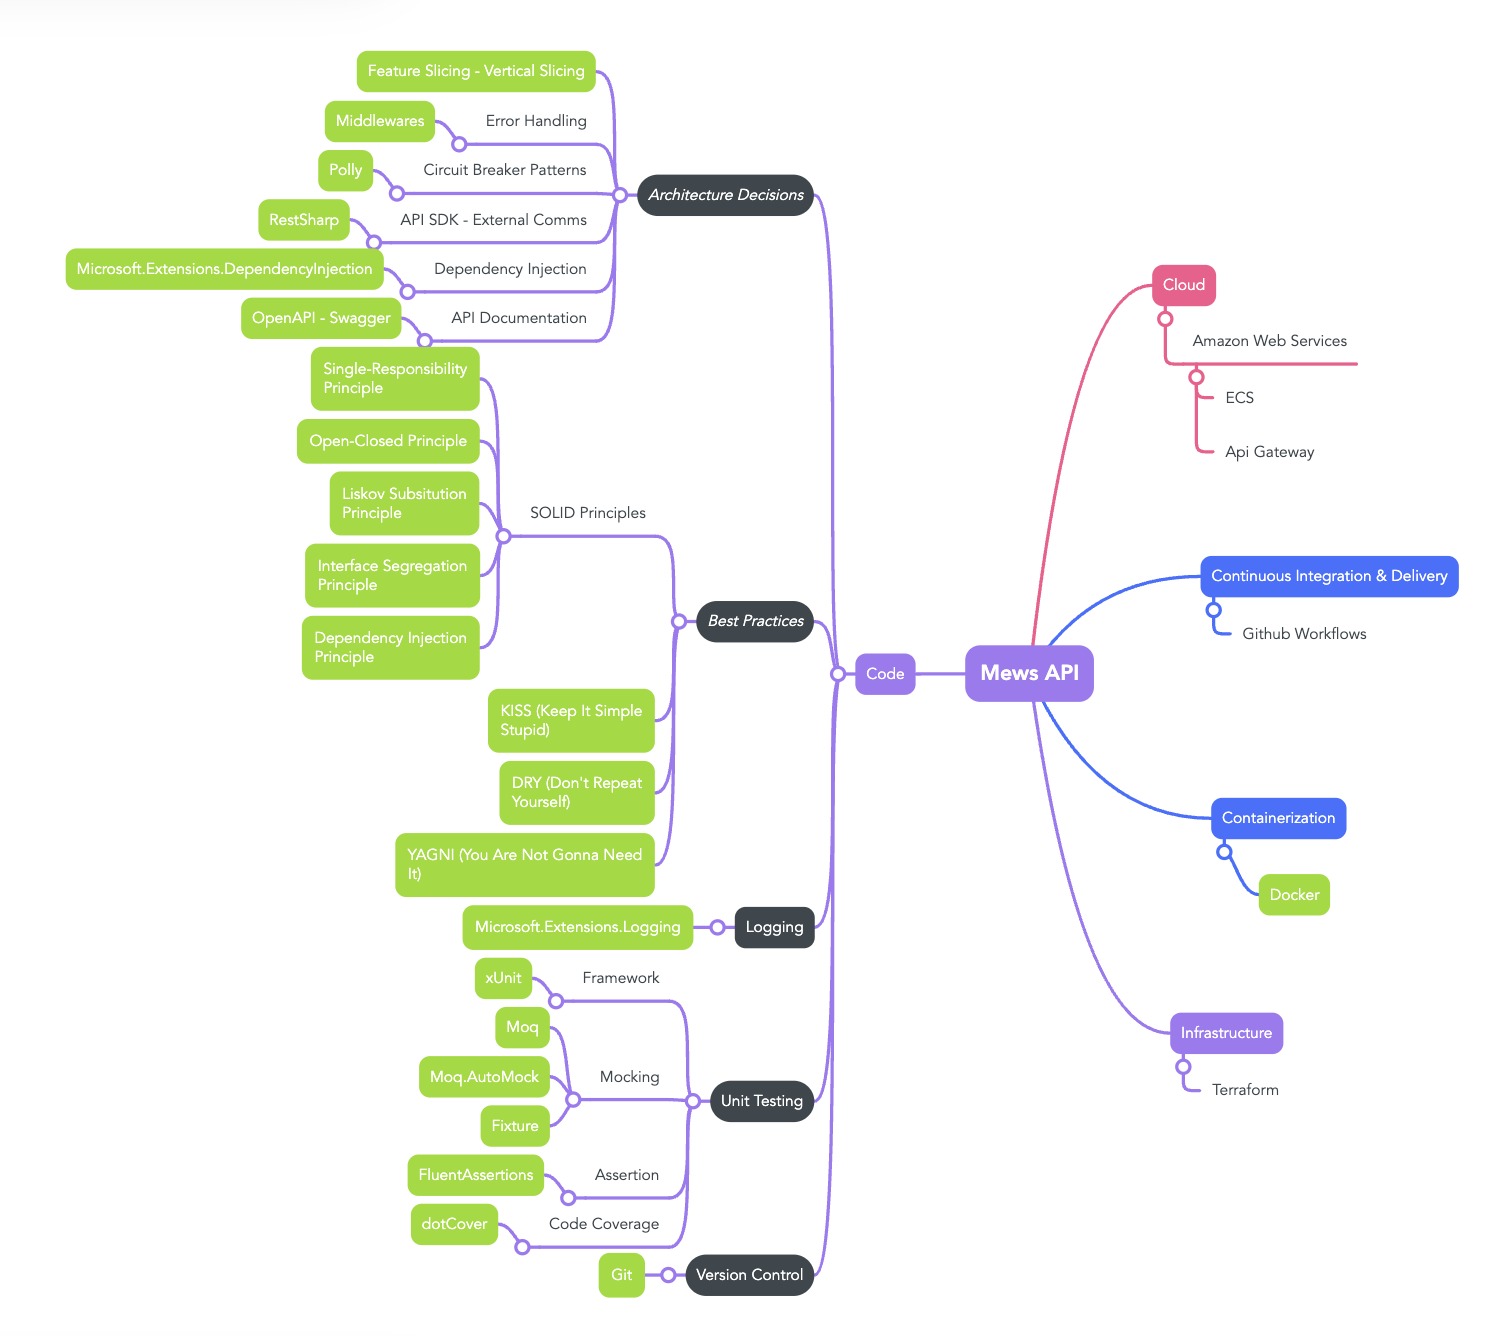 Feature Slicing - Vertical Slicing
Middlewares
Error Handling
Polly
Circuit Breaker Patterns
RestSharp
API SDK - External Comms
Microsoft.Extensions.DependencyInjection
Dependency Injection
OpenAPI - Swagger
API Documentation
Architecture Decisions
Single-Responsibility
Principle
Open-Closed Principle
Liskov Subsitution
Principle
Interface Segregation
Principle
Dependency Injection
Principle
SOLID Principles
KISS (Keep It Simple
Stupid)
DRY (Don't Repeat
Yourself)
YAGNI (You Are Not Gonna Need
It)
Best Practices
Microsoft.Extensions.Logging
Logging
xUnit
Framework
Moq
Moq.AutoMock
Fixture
Mocking
FluentAssertions
Assertion
dotCover
Code Coverage
Unit Testing
Git
Version Control
Code
Mews API
Cloud
Amazon Web Services
ECS
Api Gateway
Continuous Integration & Delivery
Github Workflows
Containerization
Docker
Infrastructure
Terraform